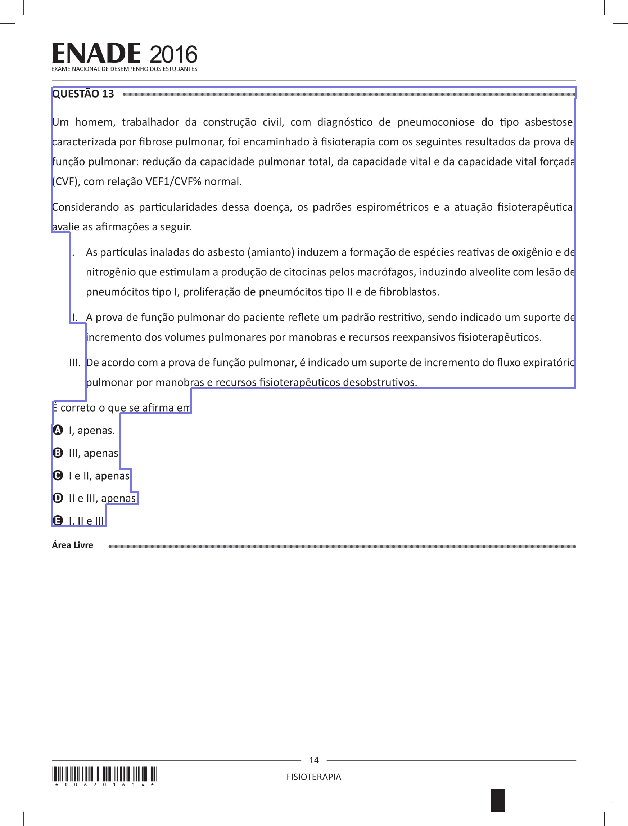 ENADE 2016
EXAME NACIONAL DE DESEMPENHO DOS ESTUDANTES
QUESTÃO 13
Um homem, trabalhador da construção civil, com diagnóstico de pneumoconiose do tipo asbestose,
caracterizada por fibrose pulmonar, foi encaminhado à fisioterapia com os seguintes resultados da prova de
função pulmonar: redução da capacidade pulmonar total, da capacidade vital e da capacidade vital forçada
(CVF), com relação VEF1/CVF% normal.
Considerando as particularidades dessa doença, os padrões espirométricos e a atuação fisioterapêutica,
avalie as afirmações a seguir.
I. As partículas inaladas do asbesto (amianto) induzem a formação de espécies reativas de oxigênio e de
nitrogênio que estimulam a produção de citocinas pelos macrófagos, induzindo alveolite com lesão de
pneumócitos tipo I, proliferação de pneumócitos tipo II e de fibroblastos.
II. A prova de função pulmonar do paciente reflete um padrão restritivo, sendo indicado um suporte de
incremento dos volumes pulmonares por manobras e recursos reexpansivos fisioterapêuticos.
III. De acordo com a prova de função pulmonar, é indicado um suporte de incremento do fluxo expiratório
pulmonar por manobras e recursos fisioterapêuticos desobstrutivos.
É correto o que se afirma em
A I, apenas.
B III, apenas.
C I e II, apenas.
D II e III, apenas.
E I, II e III.
Área Livre
14
FISIOTERAPIA